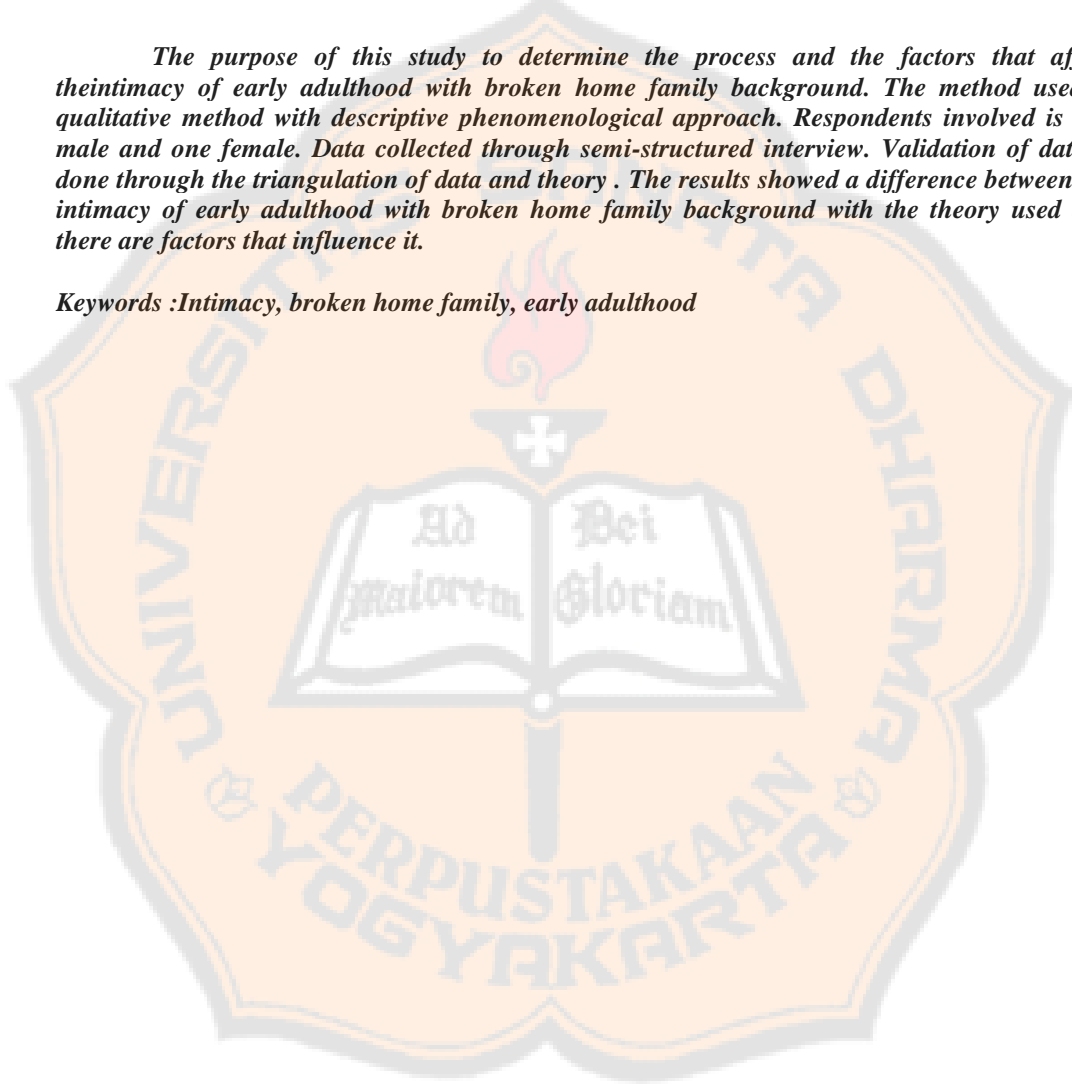 The purpose of this study to determine the process and the factors that aff
theintimacy of early adulthood with broken home family background. The method used
qualitative method with descriptive phenomenological approach. Respondents involved is
male and one female. Data collected through semi-structured interview. Validation of dat
done through the triangulation of data and theory . The results showed a difference between
intimacy of early adulthood with broken home family background with the theory used
there are factors that influence it.
Keywords :Intimacy, broken home family, early adulthood
UNIVERSITAS SANATA DHARMA
Ad Dei
Maiorem Gloriam
PERPUSTAKAAN
YOGYAKARTA